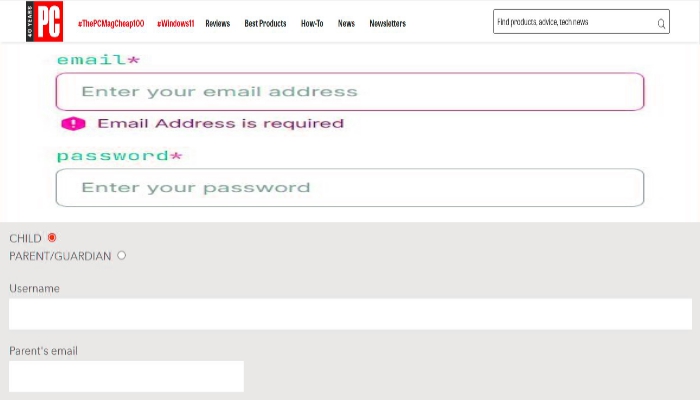 40 YEARS
PC
#ThePCMagCheap100 #Windows11 Reviews Best Products How-To News Newsletters
Find products, advice, tech news
email*
Enter your email address
! Email Address is required
password*
Enter your password
CHILD
PARENT/GUARDIAN
Username
Parent's email